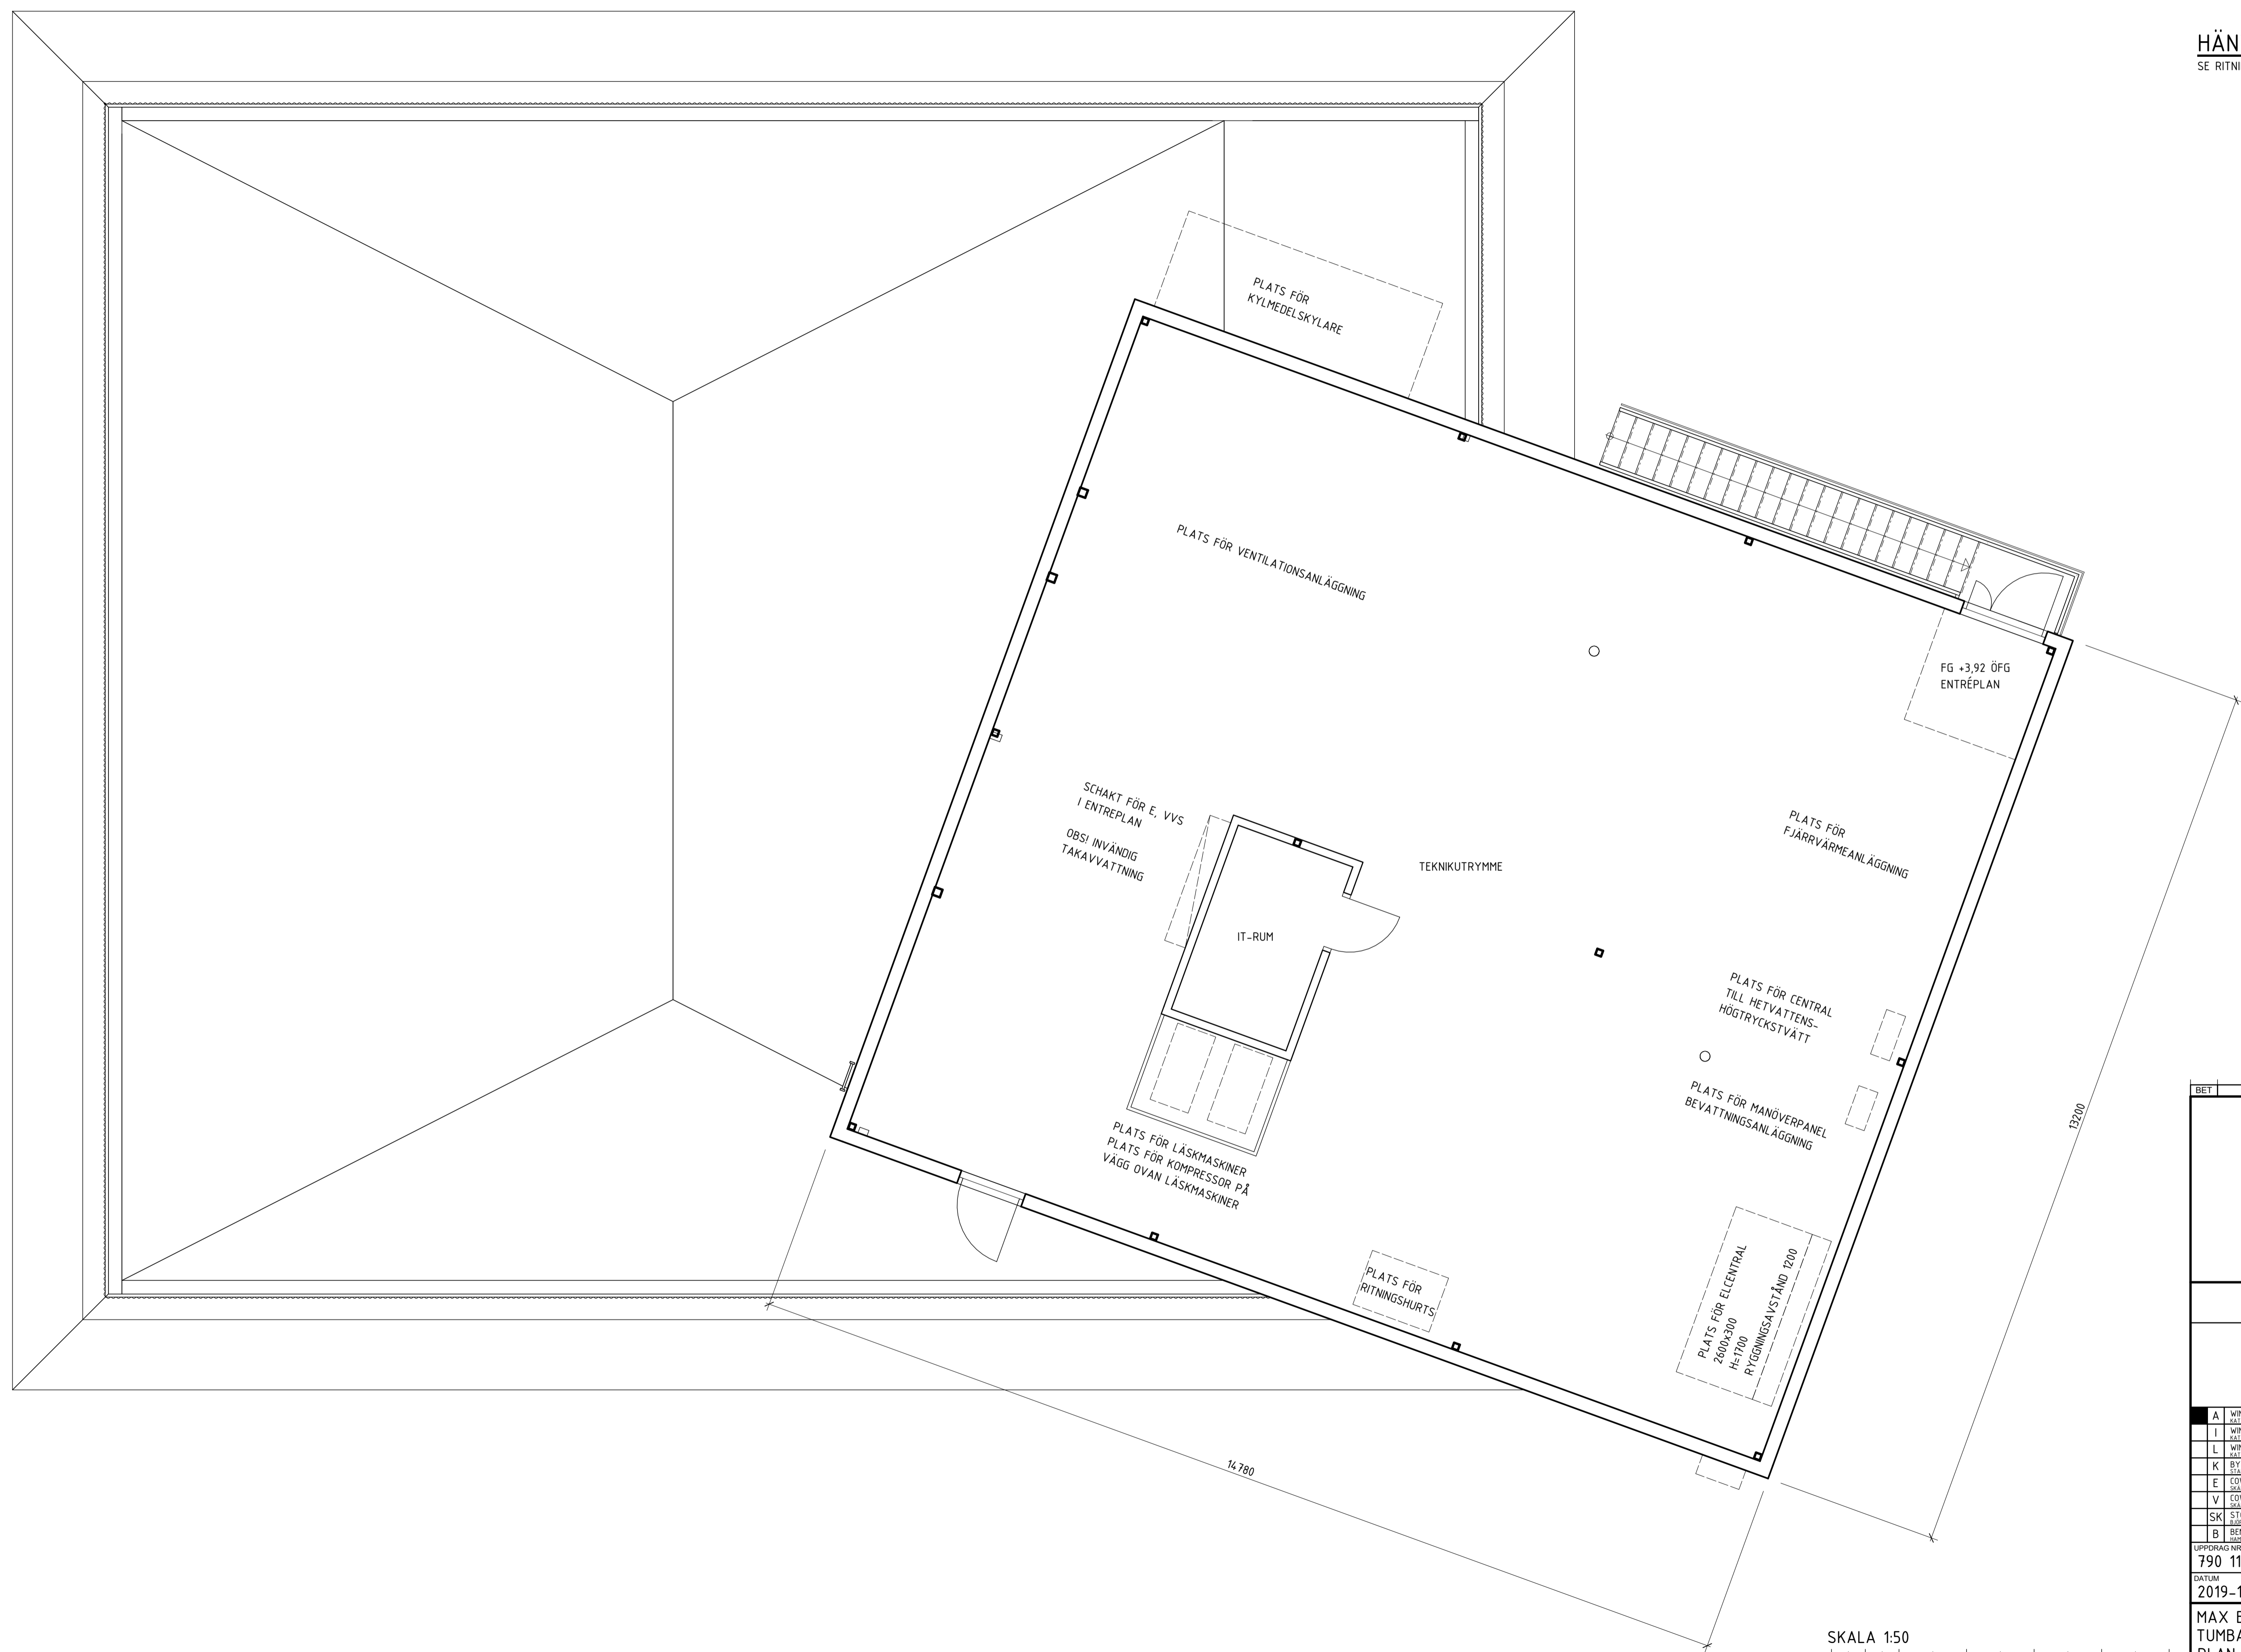 HÄN
SE RITNI
PLATS FÖR
KYLMEDELSKYLARE
PLATS FÖR VENTILATIONSANLÄGGNING
FG +3,92 ÖFG
ENTRÉPLAN
SCHAKT FÖR E, VVS
I ENTREPLAN
OBS! INVÄNDIG
TAKAVVATTNING
TEKNIKUTRYMME
IT-RUM
PLATS FÖR
FJÄRRVÄRMEANLÄGGNING
PLATS FÖR CENTRAL
TILL HETVATTENS-
HÖGTRYCKSTVÄTT
PLATS FÖR MANÖVERPANEL
BEVATTNINGSANLÄGGNING
PLATS FÖR LÄSKMASKINER
PLATS FÖR KOMPRESSOR PÅ
VÄGG OVAN LÄSKMASKINER
PLATS FÖR
RITNINGSHURTS
PLATS FÖR ELCENTRAL
2600x300
H=1700
RYGGNINGSAVSTÅND 1200
13200
14780
SKALA 1:50
BET
A
I
L
K BY
E
V
SK
B
UPPDRAG NR
790 11
DATUM
2019-1
MAX B
TUMBA
PLAN